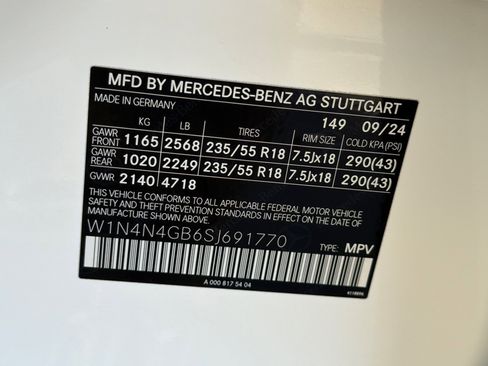 MFD BY MERCEDES-BENZ AG STUTTGART
MADE IN GERMANY 149 09/24
KG LB TIRES RIM SIZE COLD KPA(PSI)
GAWR FRONT 1165 2568 235/55 R18 7.5Jx18 290(43)
GAWR REAR 1020 2249 235/55 R18 7.5Jx18 290(43)
GVWR 2140 4718
THIS VEHICLE CONFORMS TO ALL APPLICABLE FEDERAL MOTOR VEHICLE
SAFETY, BUMPER, AND THEFT PREVENTION STANDARDS IN EFFECT ON
THE DATE OF MANUFACTURE SHOWN ABOVE.
W1N4N4GB6SJ691770 TYPE: MPV
A 000 817 54 04